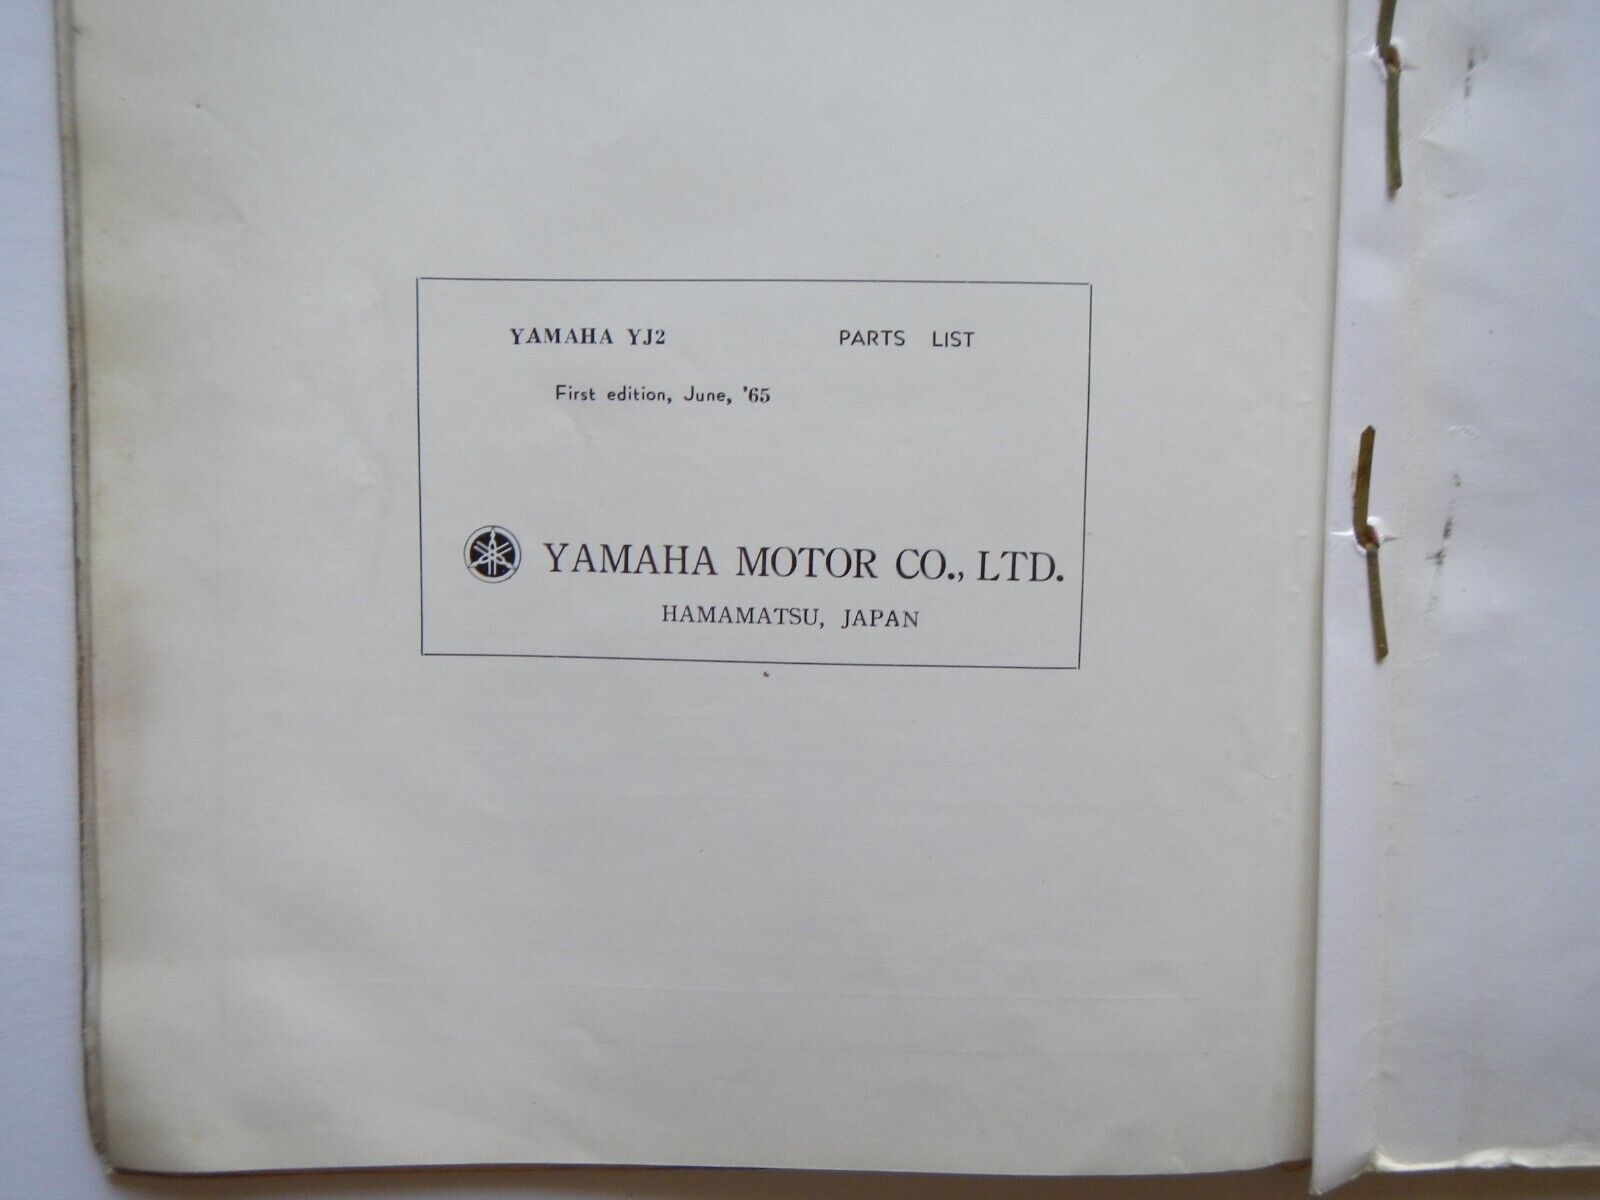 YAMAHA YJ2 PARTS LIST
First edition, June, '65
YAMAHA MOTOR CO., LTD.
HAMAMATSU, JAPAN